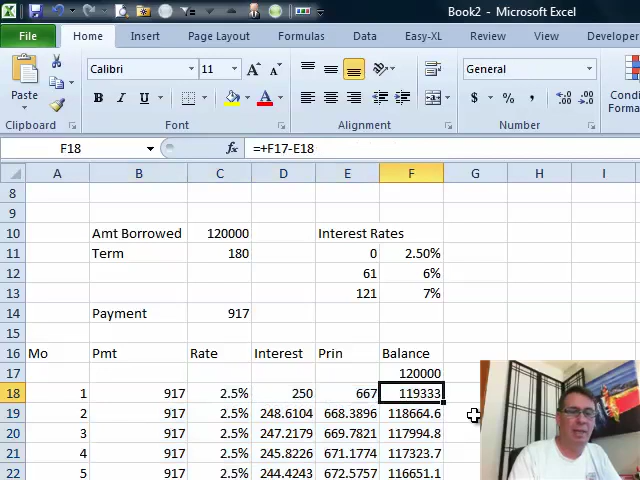 Book2 - Microsoft Excel
File Home Insert Page Layout Formulas Data Easy-XL Review View Developer
Paste Calibri 11 General
B I U $ % , .00
Clipboard Font Alignment Number
F18 fx =+F17-E18
A B C D E F G H I
8
9
10 Amt Borrowed 120000 Interest Rates
11 Term 180 0 2.50%
12 61 6%
13 121 7%
14 Payment 917
15
16 Mo Pmt Rate Interest Prin Balance
17 120000
18 1 917 2.5% 250 667 119333
19 2 917 2.5% 248.6104 668.3896 118664.6
20 3 917 2.5% 247.2179 669.7821 117994.8
21 4 917 2.5% 245.8226 671.1774 117323.7
22 5 917 2.5% 244.4243 672.5757 116651.1